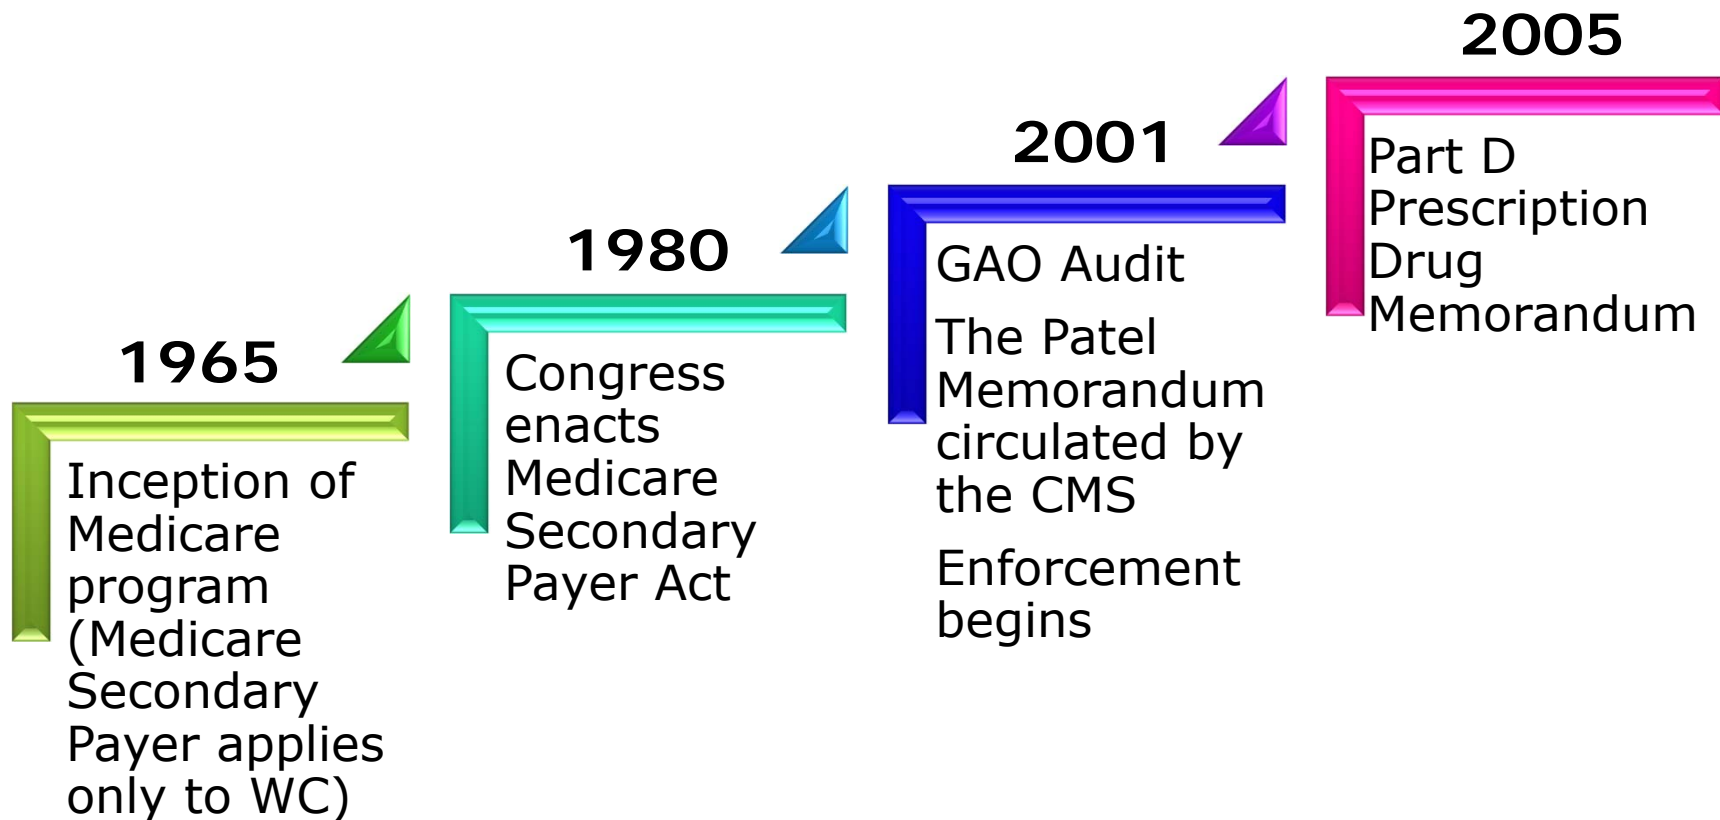 1965
Inception of
Medicare
program
(Medicare
Secondary
Payer applies
only to WC)
1980
Congress
enacts
Medicare
Secondary
Payer Act
2001
GAO Audit
The Patel
Memorandum
circulated by
the CMS
Enforcement
begins
2005
Part D
Prescription
Drug
Memorandum